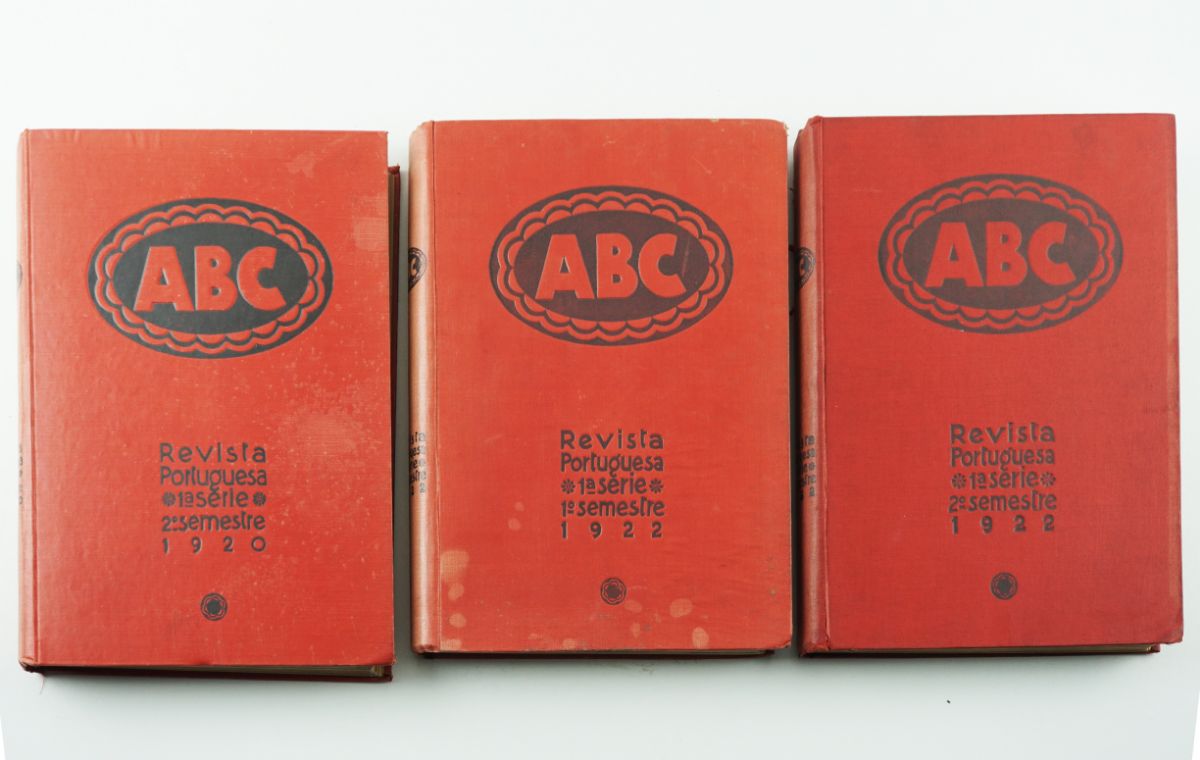 ABC
Revista
Portuguesa
1ª série
2º semestre
1920
ABC
Revista
Portuguesa
1ª série
1º semestre
1922
ABC
Revista
Portuguesa
1ª série
2º semestre
1922